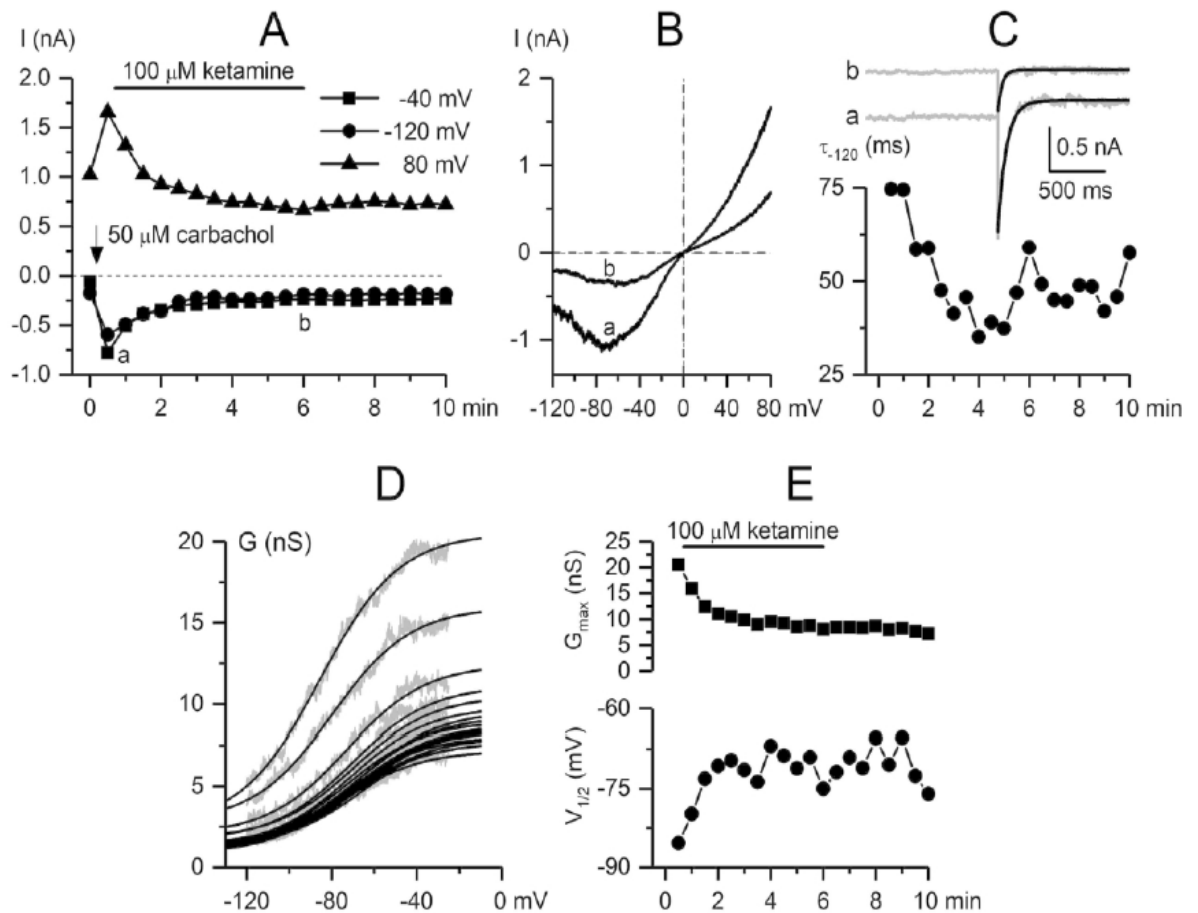 A
I (nA)
100 μM ketamine
2.0
1.5
1.0
0.5
0.0
-0.5
-1.0
-40 mV
-120 mV
80 mV
50 μM carbachol
a
b
0 2 4 6 8 10 min
B
I (nA)
2
1
0
-1
b
a
-120 -80 -40 0 40 80 mV
C
b
a
τ-120 (ms)
0.5 nA
500 ms
75
50
25
0 2 4 6 8 10 min
D
G (nS)
20
15
10
5
0
-120 -80 -40 0 mV
E
100 μM ketamine
Gmax (nS)
25
20
15
10
5
0
V1/2 (mV)
-60
-75
-90
0 2 4 6 8 10 min